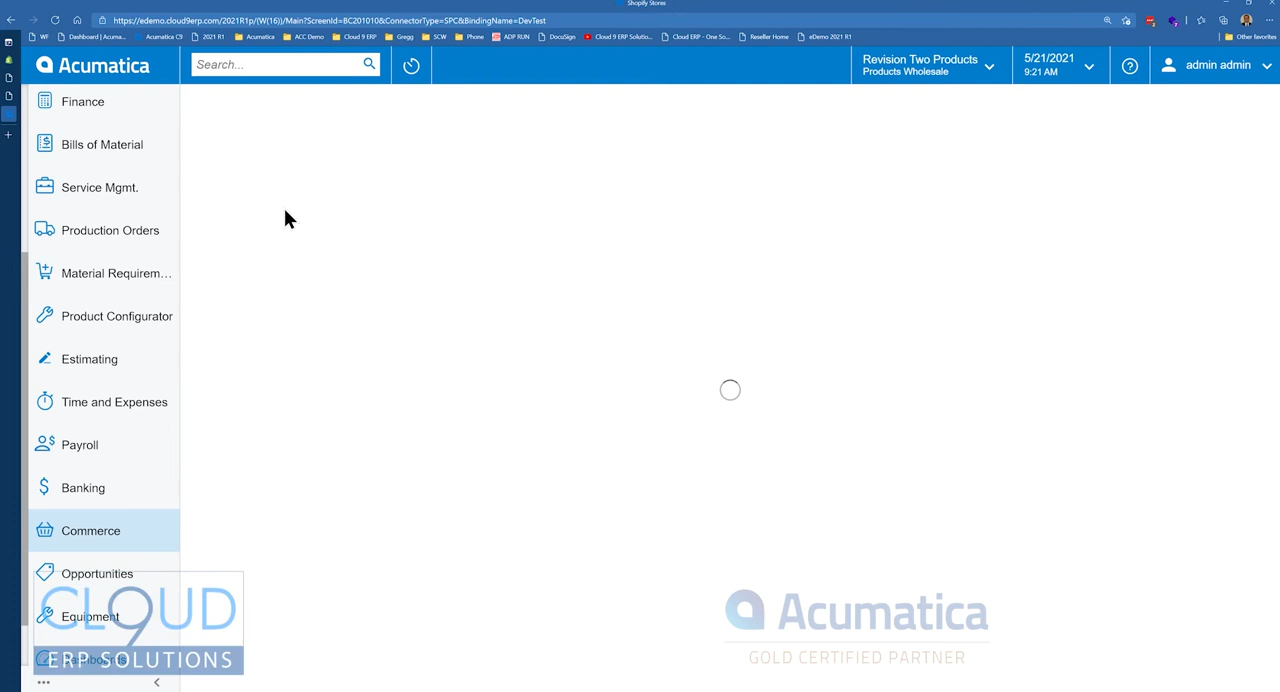 Shopify Stores
https://edemo.cloud9erp.com/2021R1p/(W(16))/Main?ScreenId=BC201010&ConnectorType=SPC&BindingName=DevTest
WF
Dashboard | Acuma...
Acumatica C9
2021 R1
Acumatica
ACC Demo
Cloud 9 ERP
Gregg
SCW
Phone
ADP RUN
DocuSign
Cloud 9 ERP Solutio...
Cloud ERP - One So...
Reseller Home
eDemo 2021 R1
Other favorites
Acumatica
Search...
Revision Two Products
Products Wholesale
5/21/2021
9:21 AM
admin admin
Finance
Bills of Material
Service Mgmt.
Production Orders
Material Requirem...
Product Configurator
Estimating
Time and Expenses
Payroll
Banking
Commerce
Opportunities
Equipment
Dashboards
CL9UD
ERP SOLUTIONS
Acumatica
GOLD CERTIFIED PARTNER